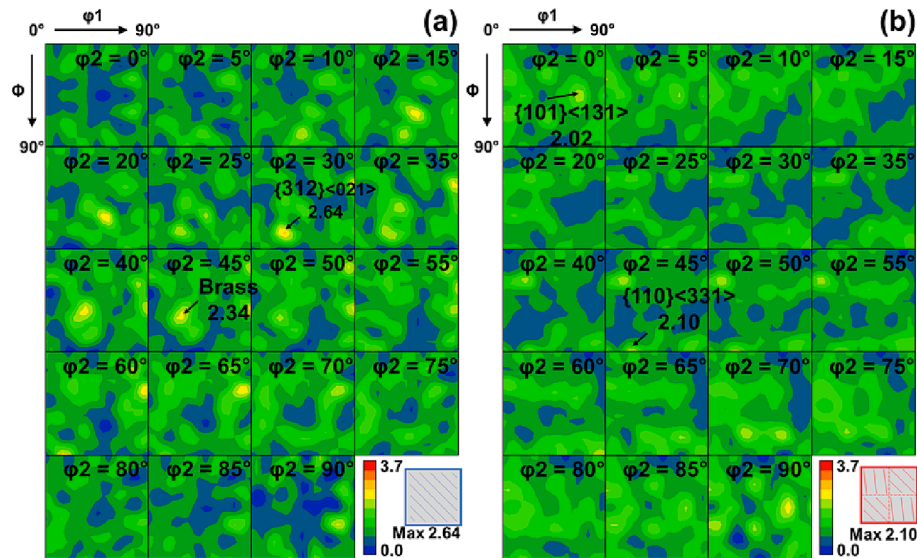 (a)
φ1
0° 90°
Φ
90°
φ2 = 0° φ2 = 5° φ2 = 10° φ2 = 15°
φ2 = 20° φ2 = 25° φ2 = 30° φ2 = 35°
{312}<021>
2.64
φ2 = 40° φ2 = 45° φ2 = 50° φ2 = 55°
Brass
2.34
φ2 = 60° φ2 = 65° φ2 = 70° φ2 = 75°
φ2 = 80° φ2 = 85° φ2 = 90°
3.7
Max 2.64
0.0
(b)
φ1
0° 90°
Φ
90°
φ2 = 0° φ2 = 5° φ2 = 10° φ2 = 15°
{101}<131>
2.02
φ2 = 20° φ2 = 25° φ2 = 30° φ2 = 35°
φ2 = 40° φ2 = 45° φ2 = 50° φ2 = 55°
{110}<331>
2.10
φ2 = 60° φ2 = 65° φ2 = 70° φ2 = 75°
φ2 = 80° φ2 = 85° φ2 = 90°
3.7
Max 2.10
0.0